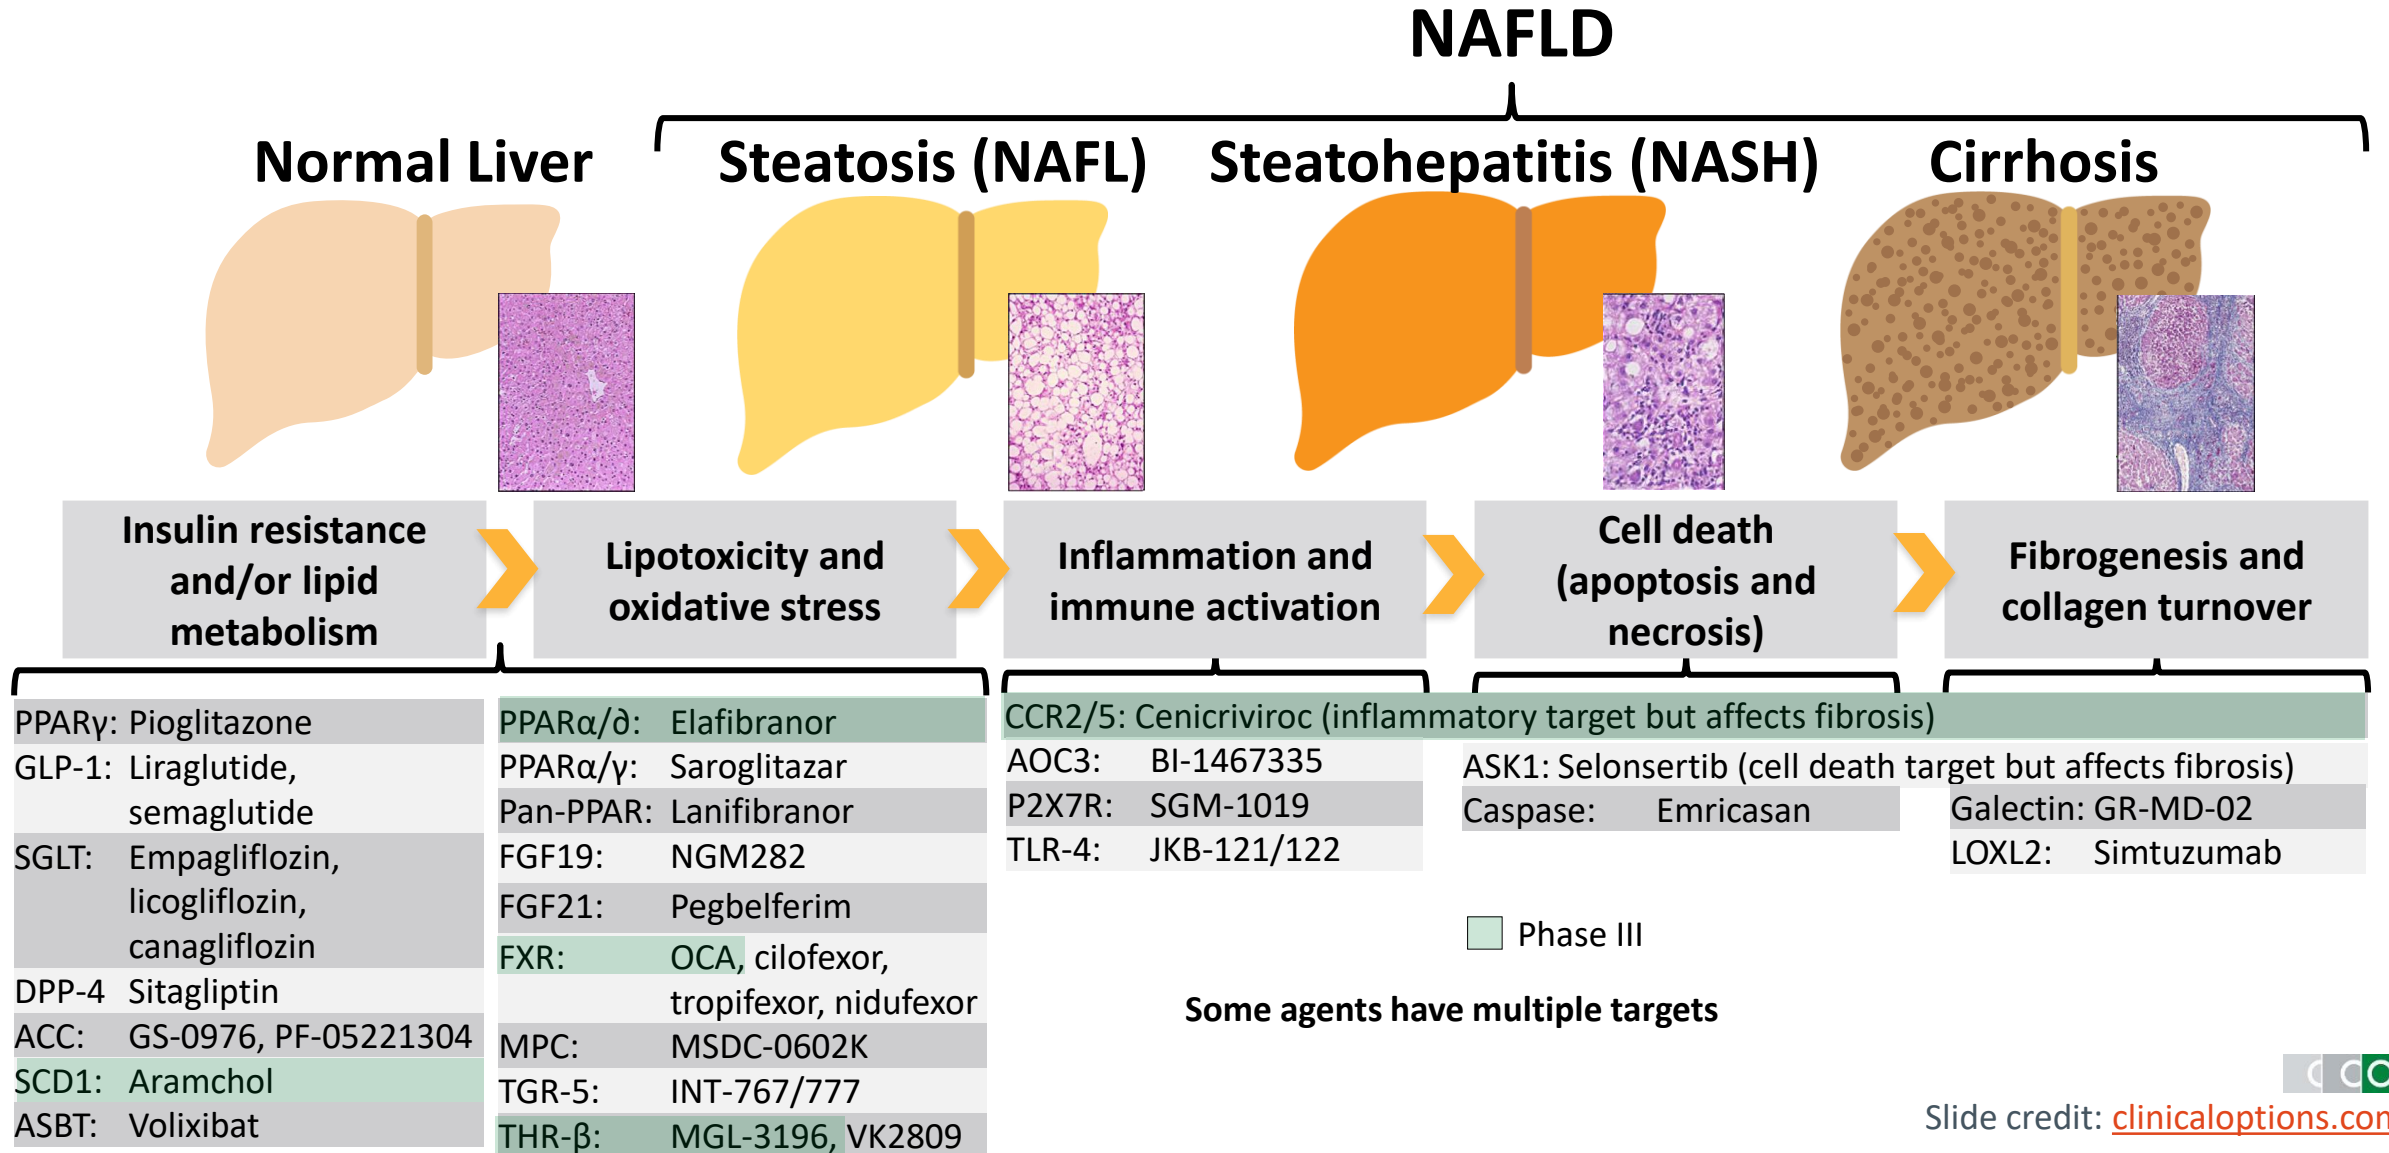 NAFLD
Normal Liver
Steatosis (NAFL)
Steatohepatitis (NASH)
Cirrhosis
Insulin resistance
and/or lipid
metabolism
Lipotoxicity and
oxidative stress
Inflammation and
immune activation
Cell death
(apoptosis and
necrosis)
Fibrogenesis and
collagen turnover
PPARγ: Pioglitazone
GLP-1: Liraglutide,
semaglutide
SGLT: Empagliflozin,
licogliflozin,
canagliflozin
DPP-4 Sitagliptin
ACC: GS-0976, PF-05221304
SCD1: Aramchol
ASBT: Volixibat
PPARα/∂: Elafibranor
PPARα/γ: Saroglitazar
Pan-PPAR: Lanifibranor
FGF19: NGM282
FGF21: Pegbelferim
FXR: OCA, cilofexor,
tropifexor, nidufexor
MPC: MSDC-0602K
TGR-5: INT-767/777
THR-β: MGL-3196, VK2809
CCR2/5: Cenicriviroc (inflammatory target but affects fibrosis)
AOC3: BI-1467335
P2X7R: SGM-1019
TLR-4: JKB-121/122
ASK1: Selonsertib (cell death target but affects fibrosis)
Caspase: Emricasan
Galectin: GR-MD-02
LOXL2: Simtuzumab
Phase III
Some agents have multiple targets
Slide credit: clinicaloptions.com